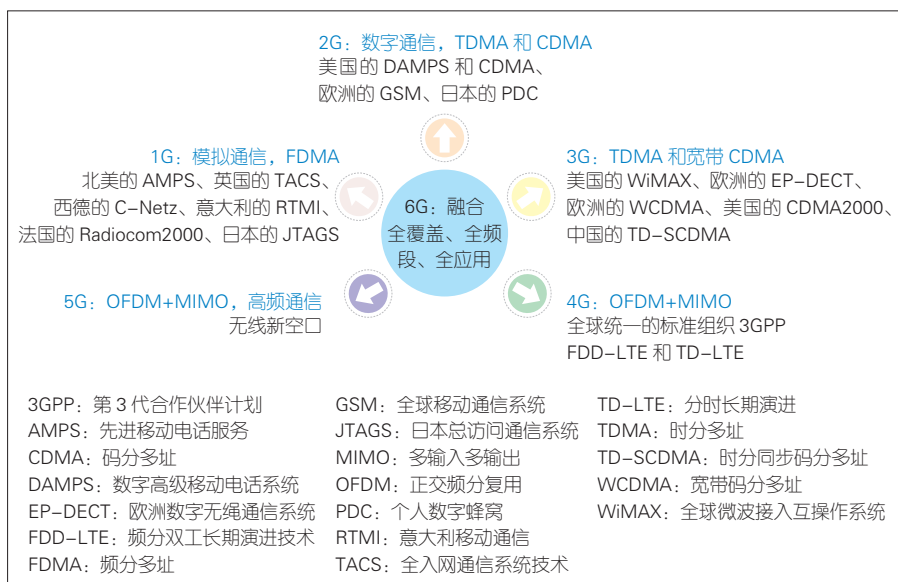 2G：数字通信，TDMA 和 CDMA
美国的 DAMPS 和 CDMA、
欧洲的 GSM、日本的 PDC
1G：模拟通信，FDMA
北美的 AMPS、英国的 TACS、
西德的 C-Netz、意大利的 RTMI、
法国的 Radiocom2000、日本的 JTAGS
3G：TDMA 和宽带 CDMA
美国的 WiMAX、欧洲的 EP-DECT、
欧洲的 WCDMA、美国的 CDMA2000、
中国的 TD-SCDMA
6G：融合
全覆盖、全频
段、全应用
5G：OFDM+MIMO，高频通信
无线新空口
4G：OFDM+MIMO
全球统一的标准组织 3GPP
FDD-LTE 和 TD-LTE
3GPP：第 3 代合作伙伴计划
AMPS：先进移动电话服务
CDMA：码分多址
DAMPS：数字高级移动电话系统
EP-DECT：欧洲数字无绳通信系统
FDD-LTE：频分双工长期演进技术
FDMA：频分多址
GSM：全球移动通信系统
JTAGS：日本总访问通信系统
MIMO：多输入多输出
OFDM：正交频分复用
PDC：个人数字蜂窝
RTMI：意大利移动通信
TACS：全入网通信系统技术
TD-LTE：分时长期演进
TDMA：时分多址
TD-SCDMA：时分同步码分多址
WCDMA：宽带码分多址
WiMAX：全球微波接入互操作系统